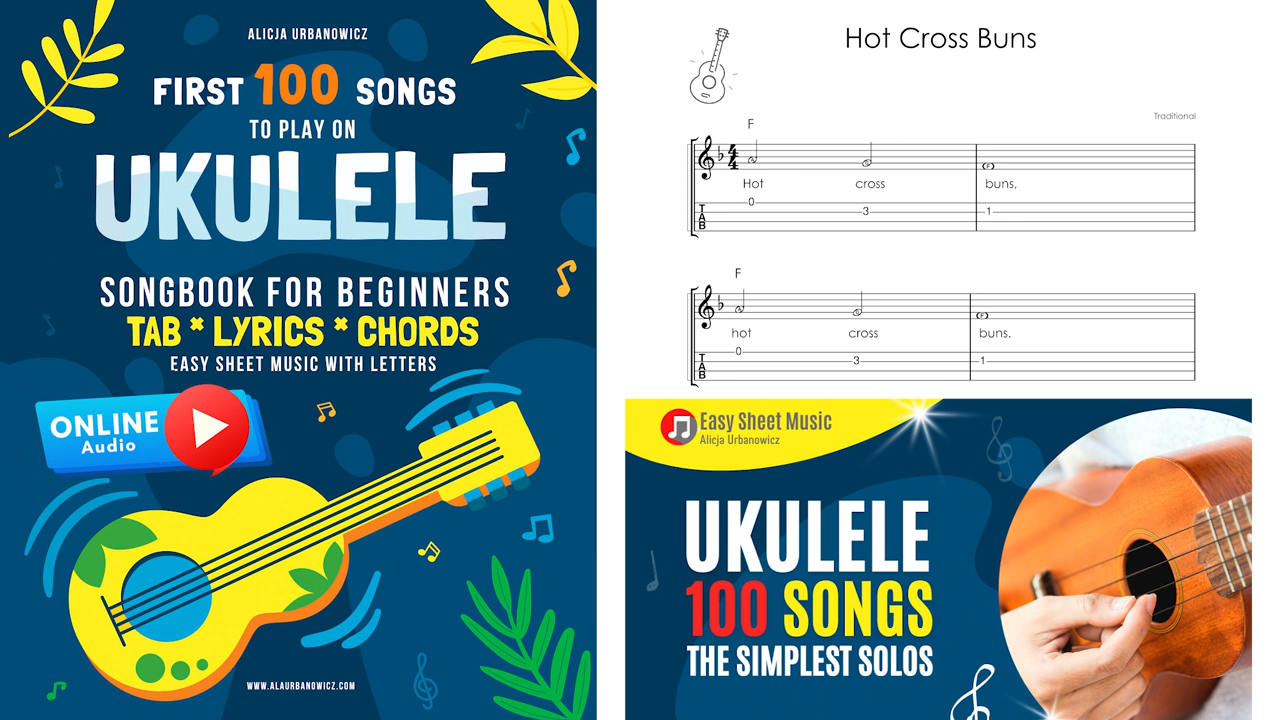 ALICJA URBANOWICZ
FIRST 100 SONGS
TO PLAY ON
UKULELE
SONGBOOK FOR BEGINNERS
TAB * LYRICS * CHORDS
EASY SHEET MUSIC WITH LETTERS
ONLINE
Audio
WWW.ALAURBANOWICZ.COM
Hot Cross Buns
Traditional
F
4
4
Hot cross buns,
T
A
B
0 3 1
F
hot cross buns.
T
A
B
0 3 1
Easy Sheet Music
Alicja Urbanowicz
UKULELE
100 SONGS
THE SIMPLEST SOLOS